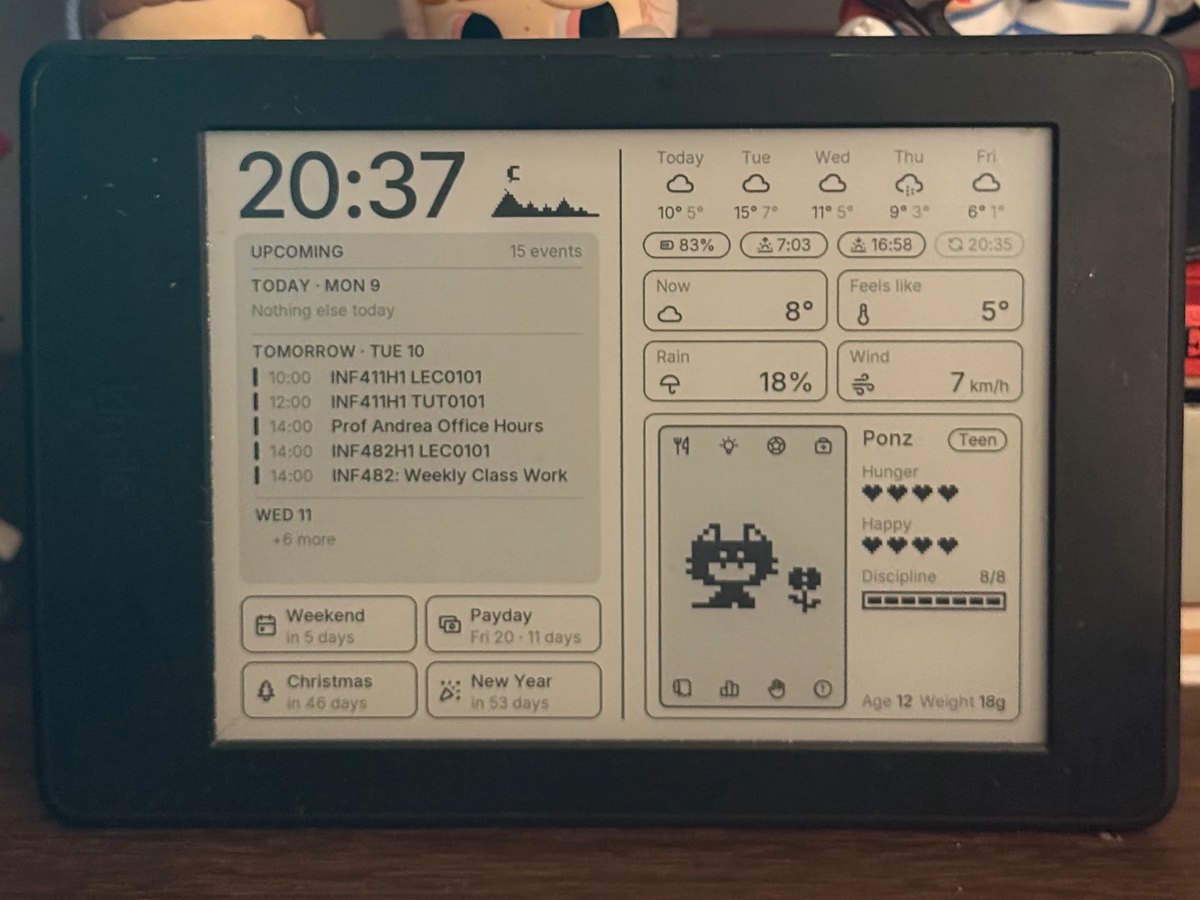 20:37
UPCOMING 15 events
TODAY · MON 9
Nothing else today
TOMORROW · TUE 10
10:00 INF411H1 LEC0101
12:00 INF411H1 TUT0101
14:00 Prof Andrea Office Hours
14:00 INF482H1 LEC0101
14:00 INF482: Weekly Class Work
WED 11
+6 more
Weekend
in 5 days
Payday
Fri 20 · 11 days
Christmas
in 46 days
New Year
in 53 days
Today Tue Wed Thu Fri
10° 5° 15° 7° 11° 5° 9° 3° 6° 1°
83% 7:03 16:58 20:35
Now
8°
Feels like
5°
Rain
18%
Wind
7 km/h
Ponz Teen
Hunger
Happy
Discipline 8/8
Age 12 Weight 18g